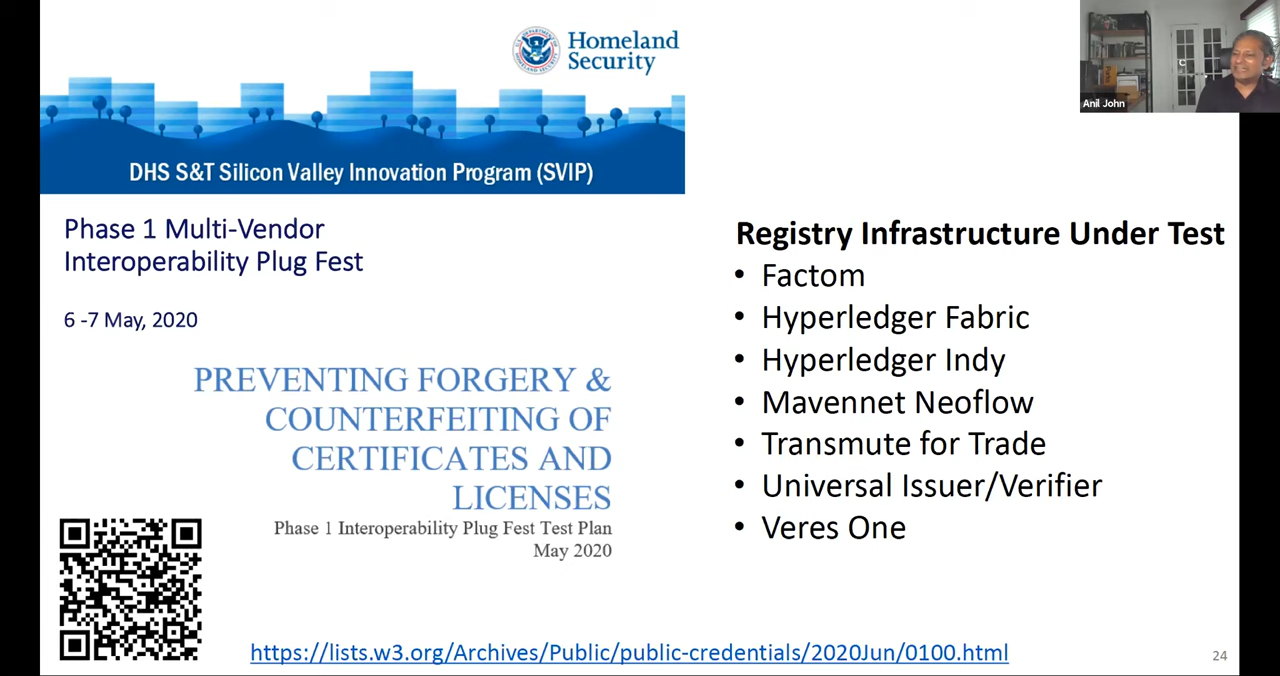 Homeland
Security
DHS S&T Silicon Valley Innovation Program (SVIP)
Phase 1 Multi-Vendor
Interoperability Plug Fest
6 -7 May, 2020
PREVENTING FORGERY &
COUNTERFEITING OF
CERTIFICATES AND
LICENSES
Phase 1 Interoperability Plug Fest Test Plan
May 2020
Registry Infrastructure Under Test
• Factom
• Hyperledger Fabric
• Hyperledger Indy
• Mavennet Neoflow
• Transmute for Trade
• Universal Issuer/Verifier
• Veres One
https://lists.w3.org/Archives/Public/public-credentials/2020Jun/0100.html
24
Anil John